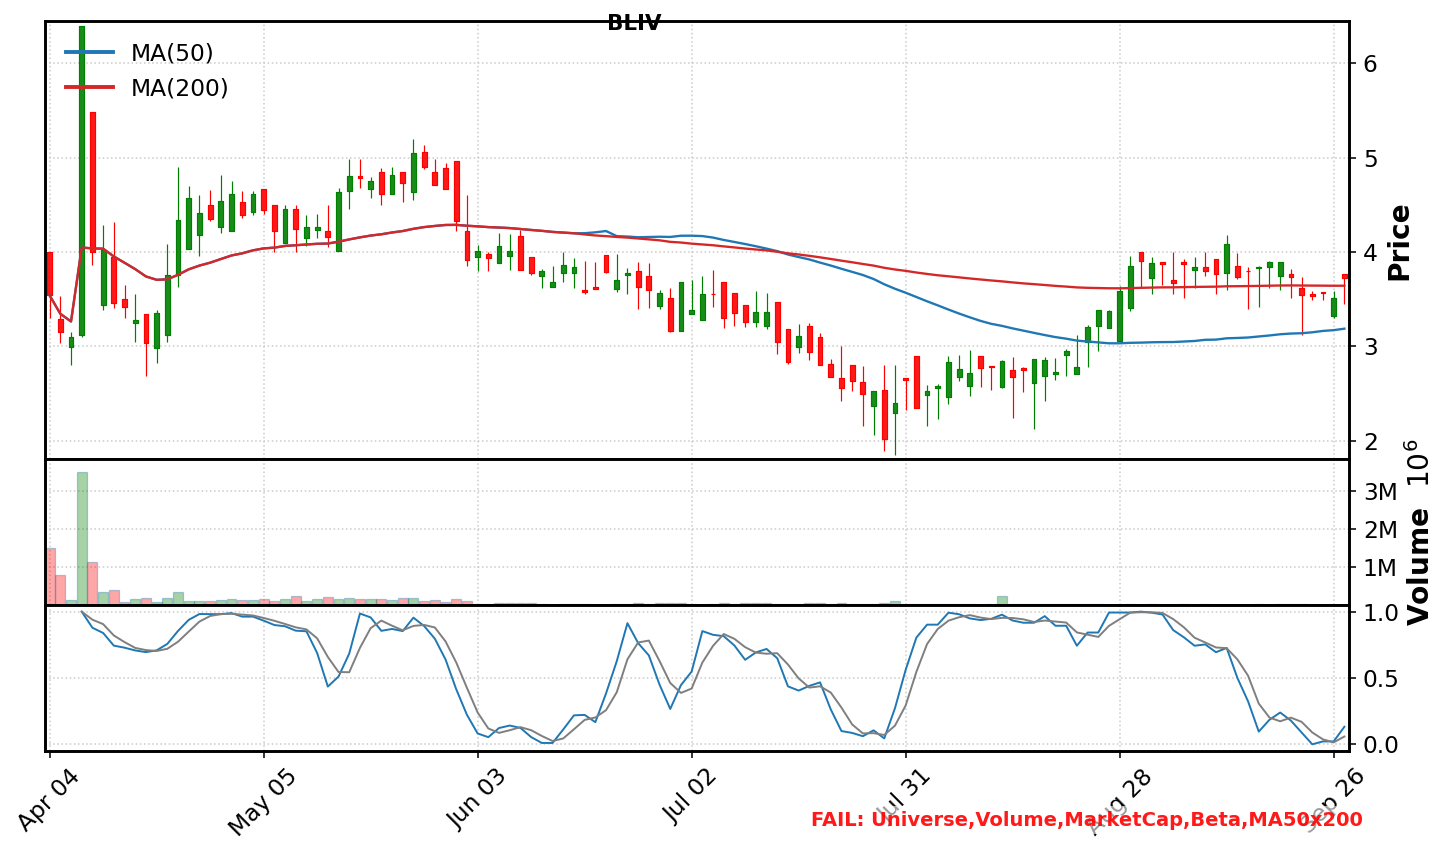 BLIV
MA(50)
MA(200)
6
5
4
3
2
Price
3M
2M
1M
Volume 10^6
1.0
0.5
0.0
Apr 04
May 05
Jun 03
Jul 02
Jul 31
Aug 28
Sep 26
FAIL: Universe,Volume,MarketCap,Beta,MA50x200